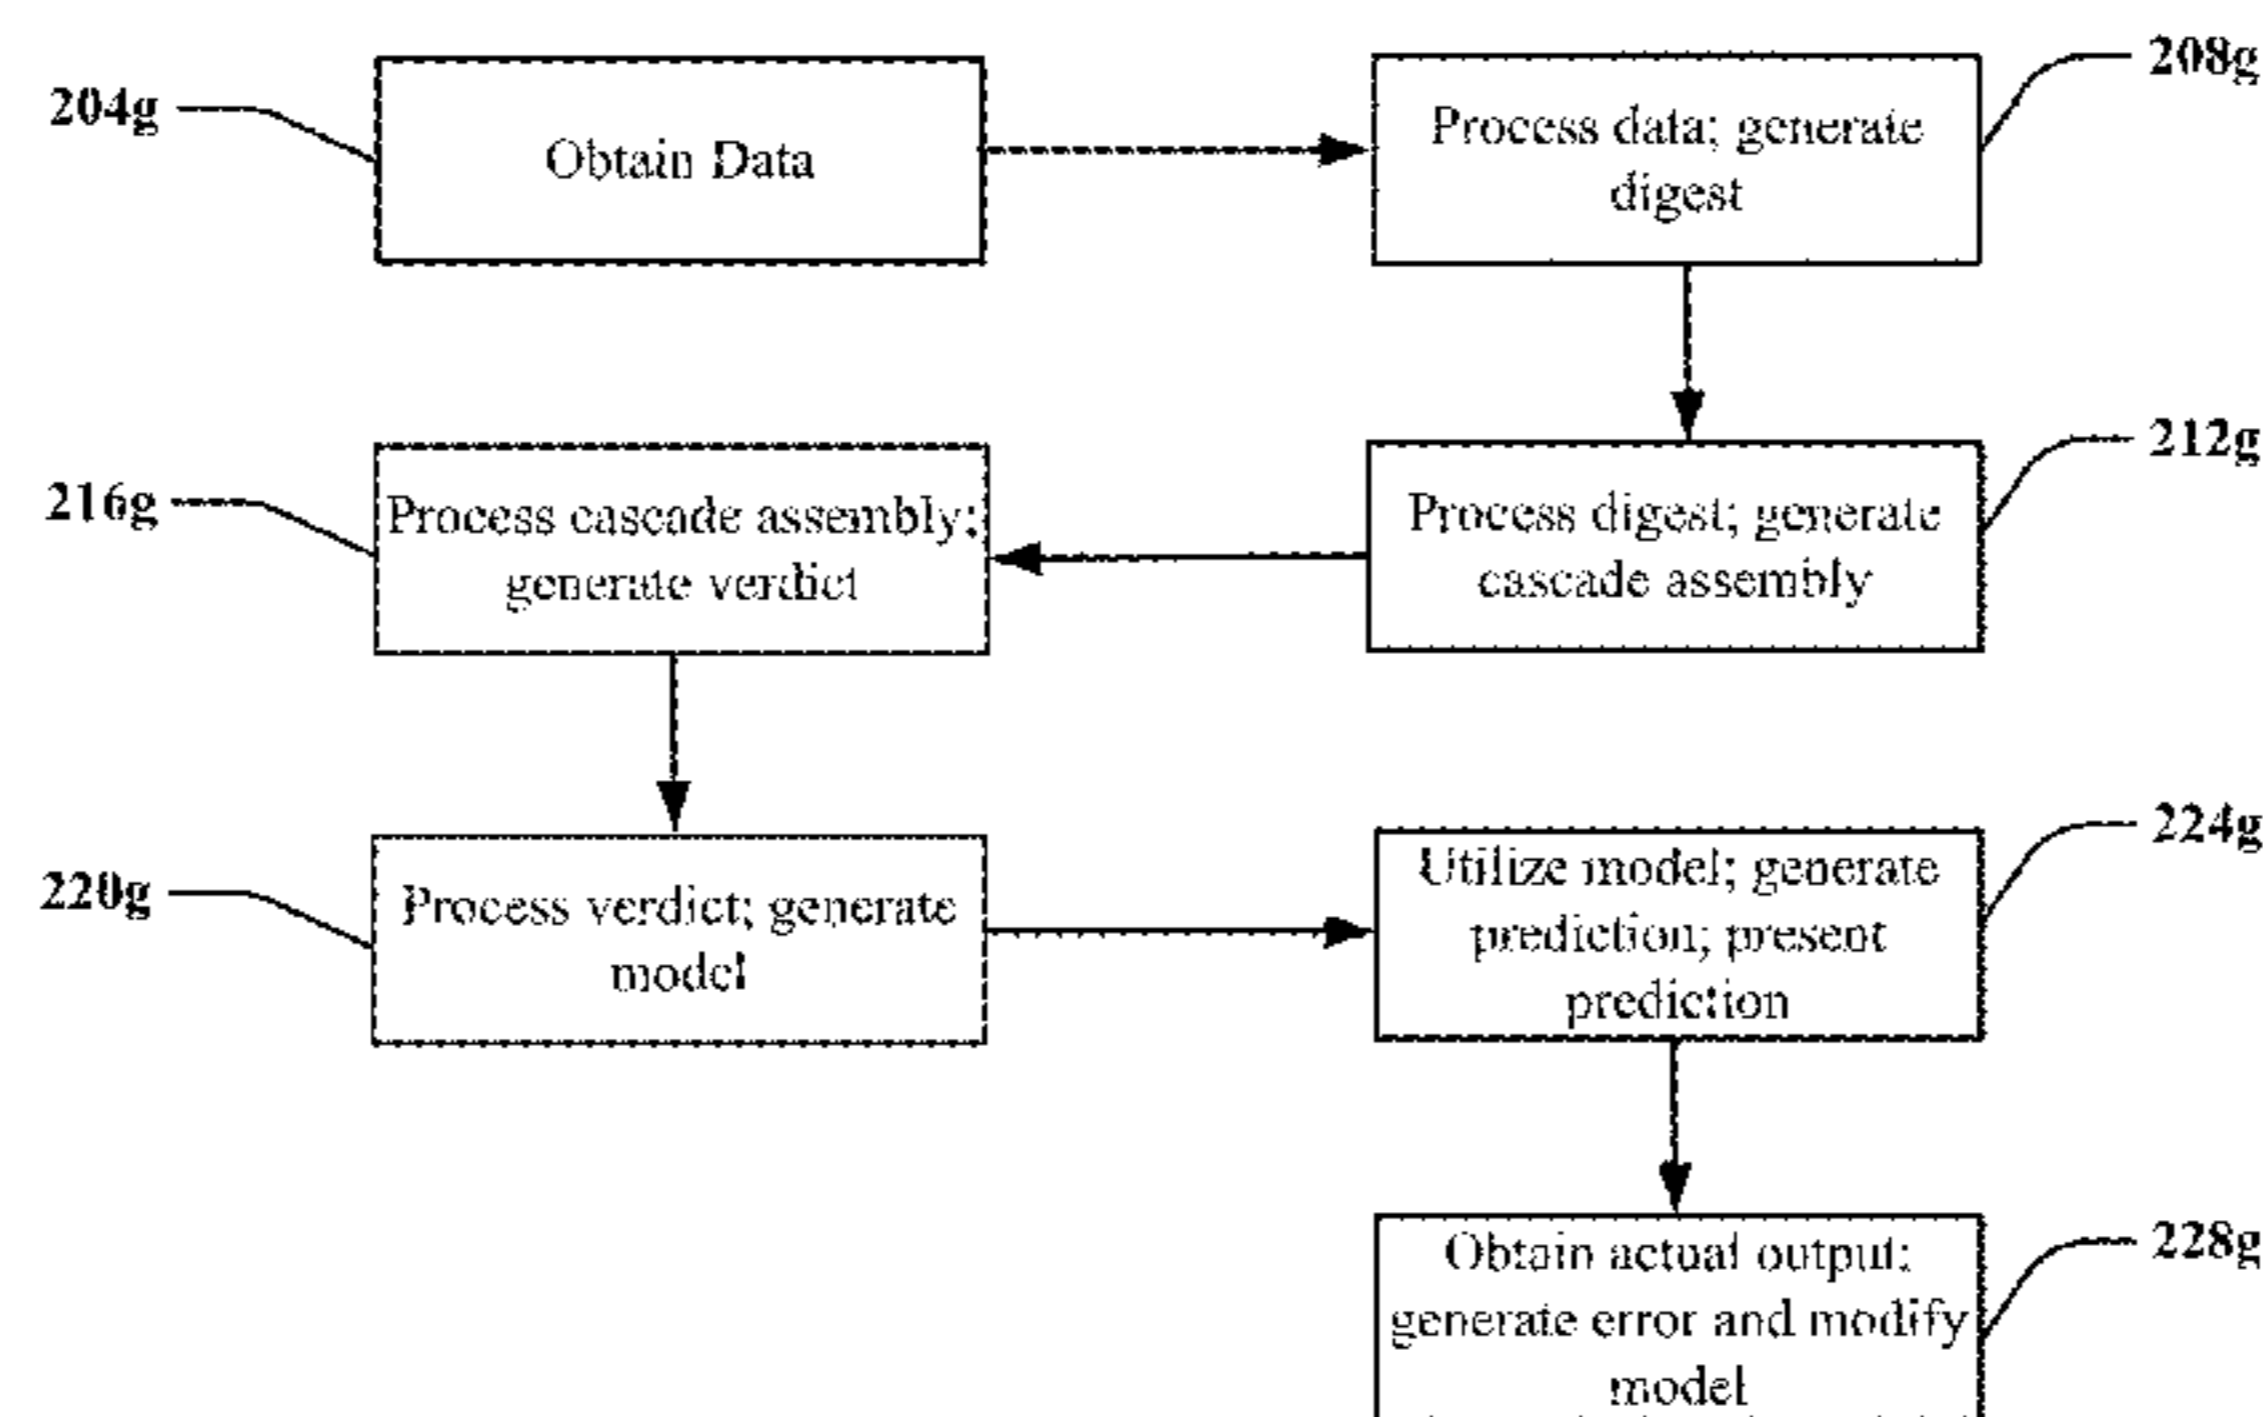 204g
Obtain Data
208g
Process data; generate
digest
216g
Process cascade assembly;
generate verdict
212g
Process digest; generate
cascade assembly
220g
Process verdict; generate
model
224g
Utilize model; generate
prediction; present
prediction
228g
Obtain actual output;
generate error and modify
model